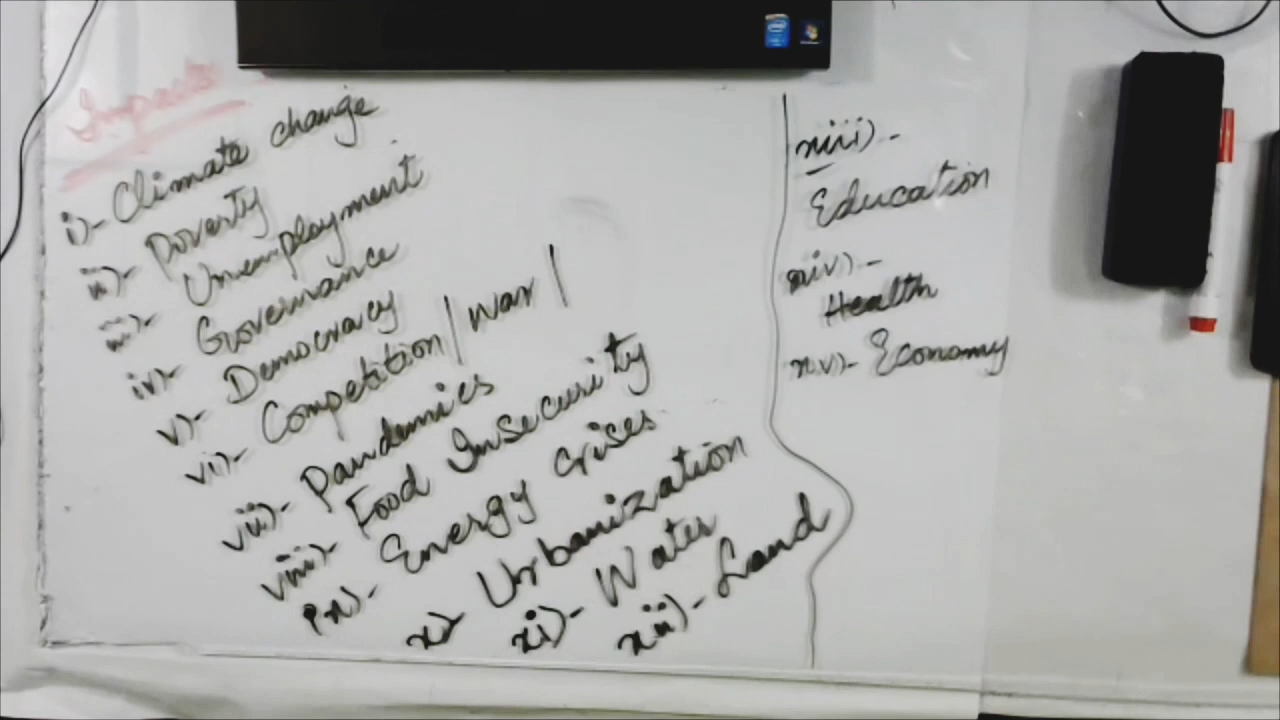 Impacts
i)- Climate change
ii)- Poverty
iii)- Unemployment
iv)- Governance
v)- Democracy
vi)- Competition / War /
vii)- Pandemics
viii)- Food Insecurity
ix)- Energy Crises
x)- Urbanization
xi)- Water
xii)- Land
xiii)-
Education
xiv)-
Health
xv)- Economy